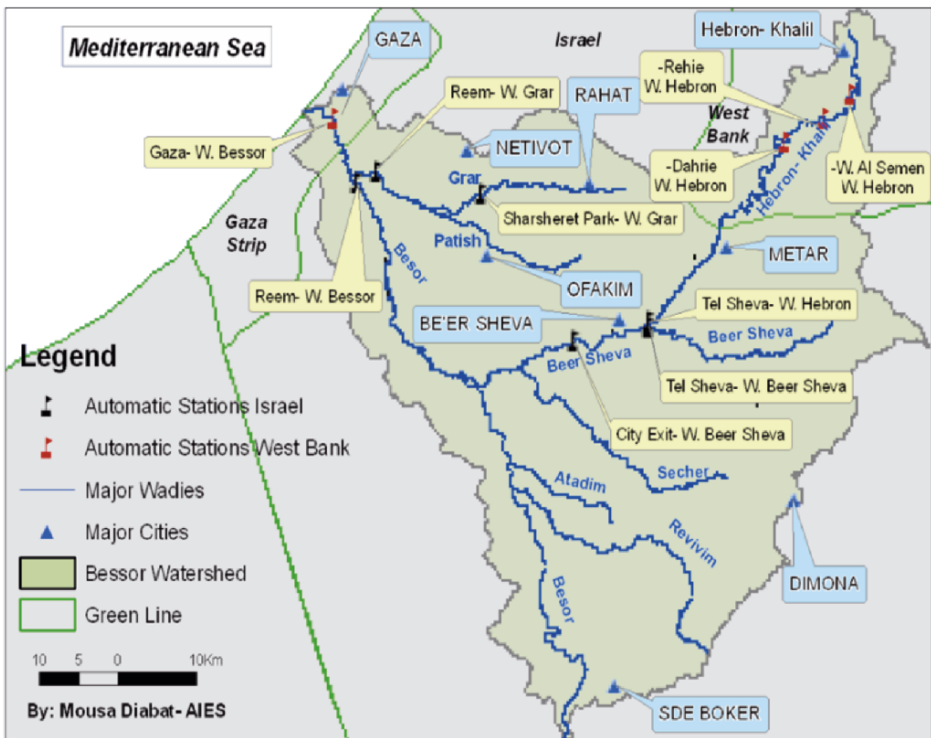 Mediterranean Sea
GAZA
Israel
Hebron- Khalil
-Rehie
W. Hebron
Reem- W. Grar
RAHAT
West
Bank
Gaza- W. Bessor
NETIVOT
-Dahrie
W. Hebron
Hebron- Khalil
-W. Al Semen
W. Hebron
Grar
Sharsheret Park- W. Grar
Gaza
Strip
Patish
Besor
METAR
OFAKIM
Reem- W. Bessor
BE'ER SHEVA
Tel Sheva- W. Hebron
Beer Sheva
Beer Sheva
Tel Sheva- W. Beer Sheva
City Exit- W. Beer Sheva
Secher
Atadim
Revivim
DIMONA
Besor
SDE BOKER
Legend
Automatic Stations Israel
Automatic Stations West Bank
Major Wadies
Major Cities
Bessor Watershed
Green Line
10 5 0 10Km
By: Mousa Diabat- AIES